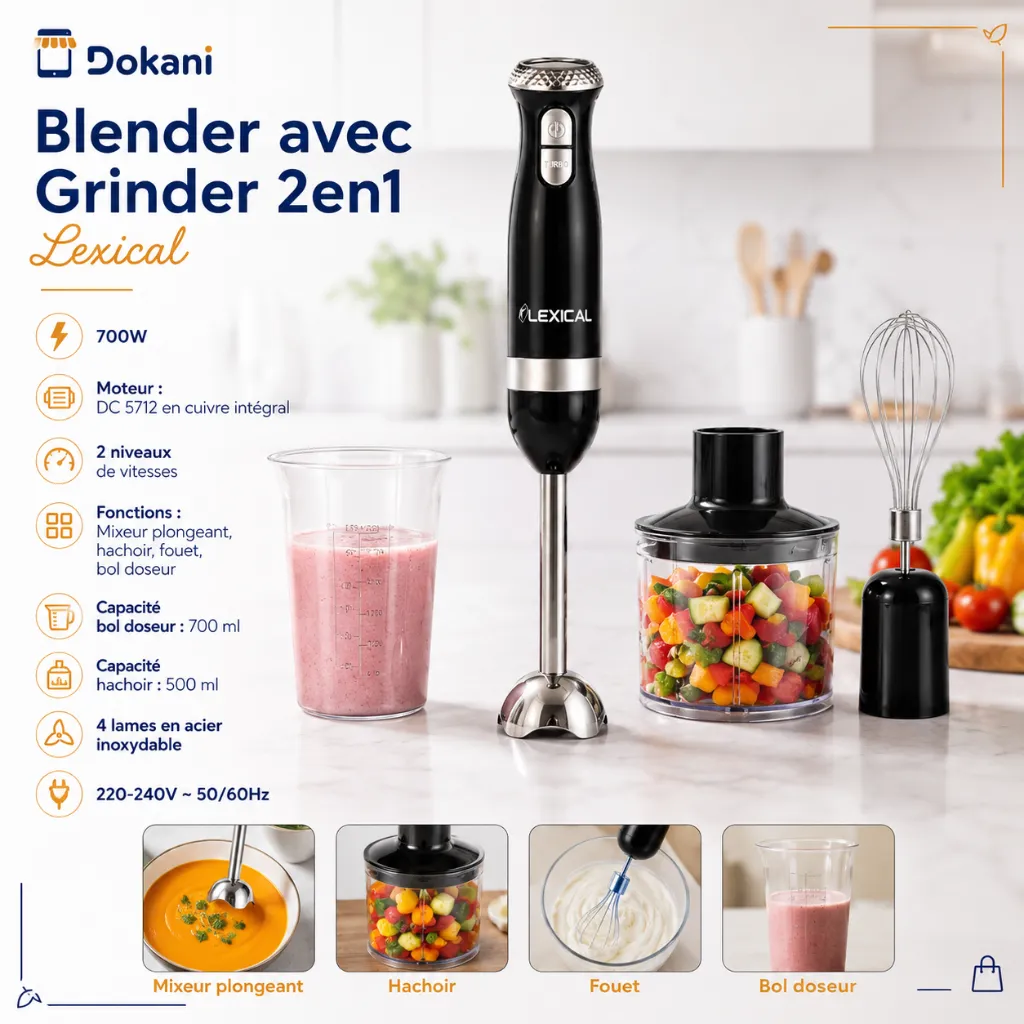 Dokani
Blender avec
Grinder 2en1
Lexical
700W
Moteur :
DC 5712 en cuivre intégral
2 niveaux
de vitesses
Fonctions :
Mixeur plongeant,
hachoir, fouet,
bol doseur
Capacité
bol doseur : 700 ml
Capacité
hachoir : 500 ml
4 lames en acier
inoxydable
220-240V ~ 50/60Hz
LEXICAL
Mixeur plongeant
Hachoir
Fouet
Bol doseur